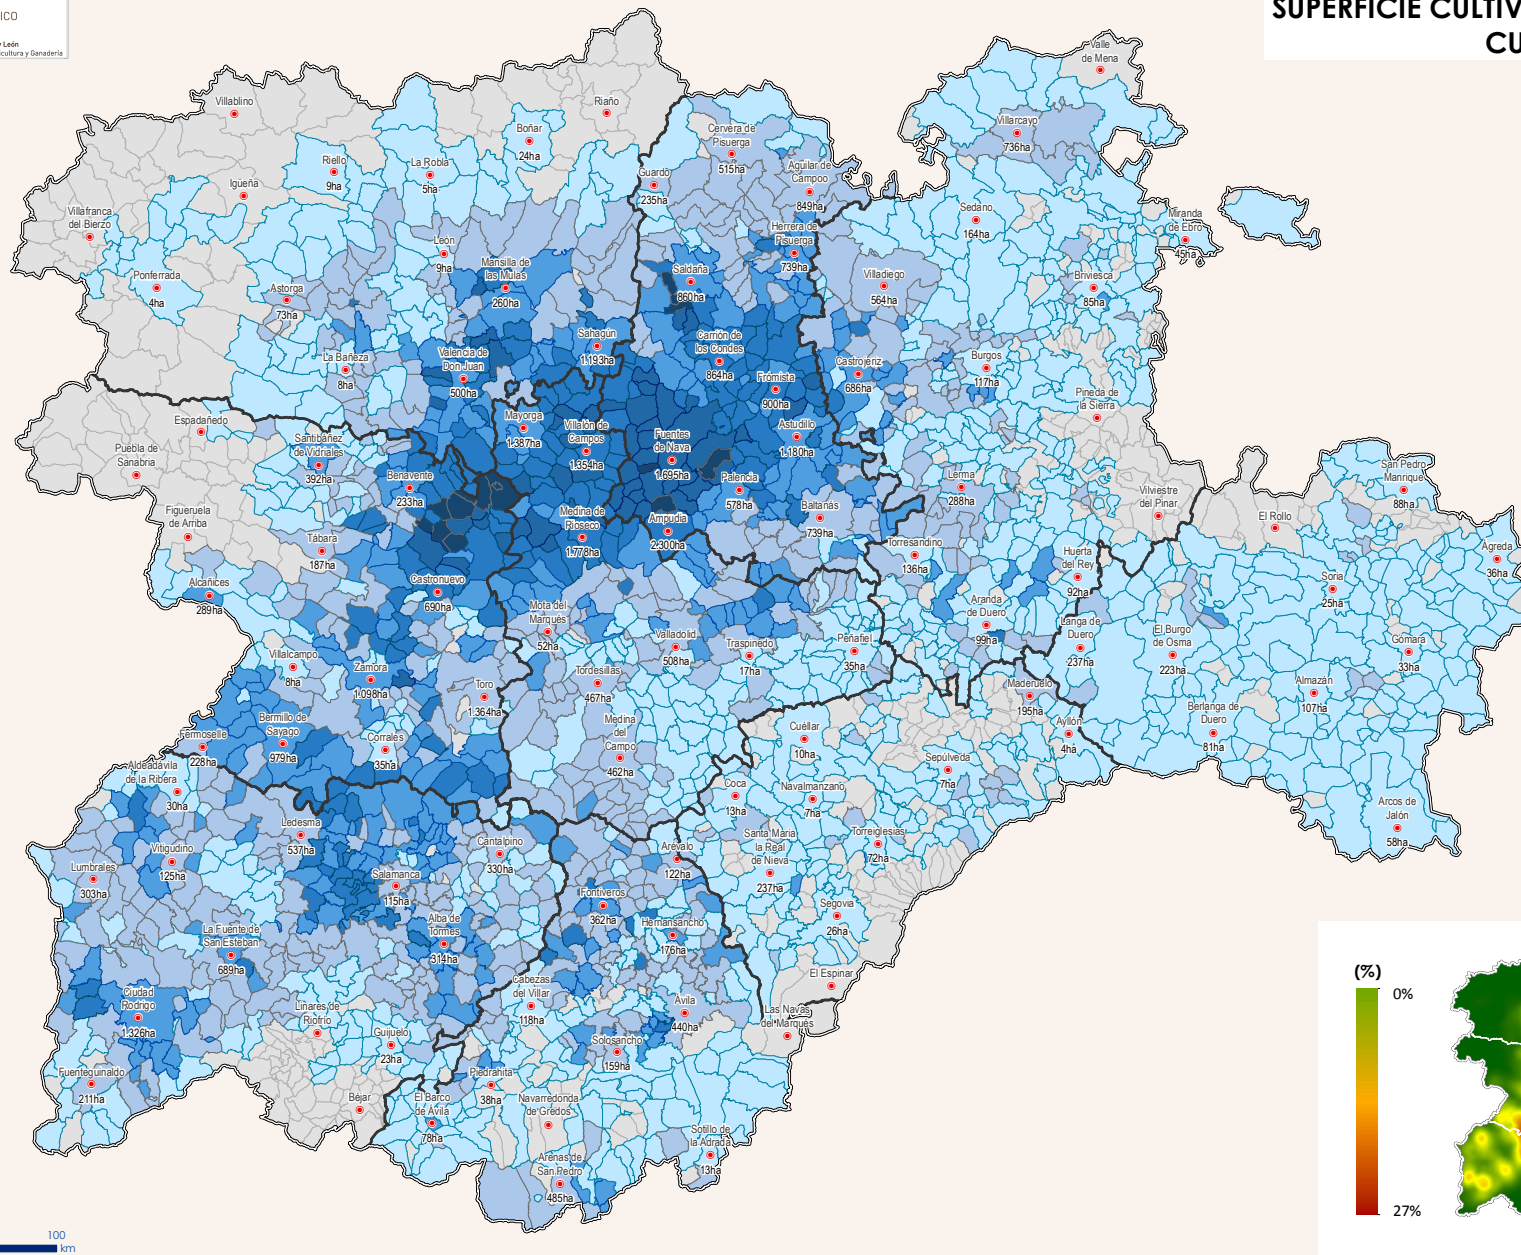 ICO
y León
icultura y Ganadería
SUPERFICIE CULTIV
CU
Valle
de Mena
Villablino
Riaño
Boñar
24ha
Villarcayo
736ha
Cervera de
Pisuerga
515ha
Riello
9ha
La Robla
5ha
Aguilar de
Campoo
849ha
Guardo
235ha
Igüeña
Villafranca
del Bierzo
Sedano
164ha
Miranda
de Ebro
45ha
León
9ha
Herrera de
Pisuerga
739ha
Mansilla de
las Mulas
260ha
Saldaña
860ha
Villadiego
564ha
Briviesca
85ha
Ponferrada
4ha
Astorga
73ha
Sahagún
1.193ha
Carrión de
los Condes
864ha
La Bañeza
8ha
Valencia de
Don Juan
500ha
Castrojeriz
686ha
Burgos
117ha
Frómista
900ha
Pineda de
la Sierra
Espadañedo
Mayorga
1.387ha
Villalón de
Campos
1.354ha
Fuentes
de Nava
1.695ha
Astudillo
1.180ha
Puebla de
Sanabria
Santibáñez
de Vidriales
392ha
Benavente
233ha
Palencia
578ha
Lerma
288ha
San Pedro
Manrique
88ha
Vilviestre
del Pinar
El Rollo
Figueruela
de Arriba
Medina de
Rioseco
1.778ha
Ampudia
2.300ha
Baltanás
739ha
Tábara
187ha
Torresandino
136ha
Huerta
del Rey
92ha
Ágreda
36ha
Alcañices
289ha
Castronuevo
690ha
Soria
25ha
Mota del
Marqués
52ha
Valladolid
508ha
Traspinedo
17ha
Peñafiel
35ha
Aranda
de Duero
99ha
Langa de
Duero
237ha
El Burgo
de Osma
223ha
Gómara
33ha
Villalcampo
8ha
Zamora
1.098ha
Toro
1.364ha
Tordesillas
467ha
Maderuelo
195ha
Almazán
107ha
Bermillo de
Sayago
979ha
Fermoselle
228ha
Corrales
35ha
Medina
del
Campo
462ha
Cuéllar
10ha
Ayllón
4ha
Berlanga de
Duero
81ha
Aldeadávila
de la Ribera
30ha
Coca
13ha
Navalmanzano
7ha
Sepúlveda
7ha
Arcos de
Jalón
58ha
Ledesma
537ha
Vitigudino
125ha
Cantalpino
330ha
Arévalo
122ha
Santa María
la Real
de Nieva
237ha
Torreiglesias
72ha
Lumbrales
303ha
Salamanca
115ha
Fontiveros
362ha
Segovia
26ha
La Fuente de
San Esteban
689ha
Alba de
Tormes
314ha
Hernansancho
176ha
Ciudad
Rodrigo
1.326ha
Cabezas
del Villar
118ha
Ávila
440ha
El Espinar
Las Navas
del Marqués
Linares de
Riofrío
Guijuelo
23ha
Solosancho
159ha
Fuenteguinaldo
211ha
Béjar
Piedrahita
38ha
El Barco
de Ávila
78ha
Navarredonda
de Gredos
Sotillo de
la Adrada
13ha
Arenas de
San Pedro
485ha
(%)
0%
27%
100
km